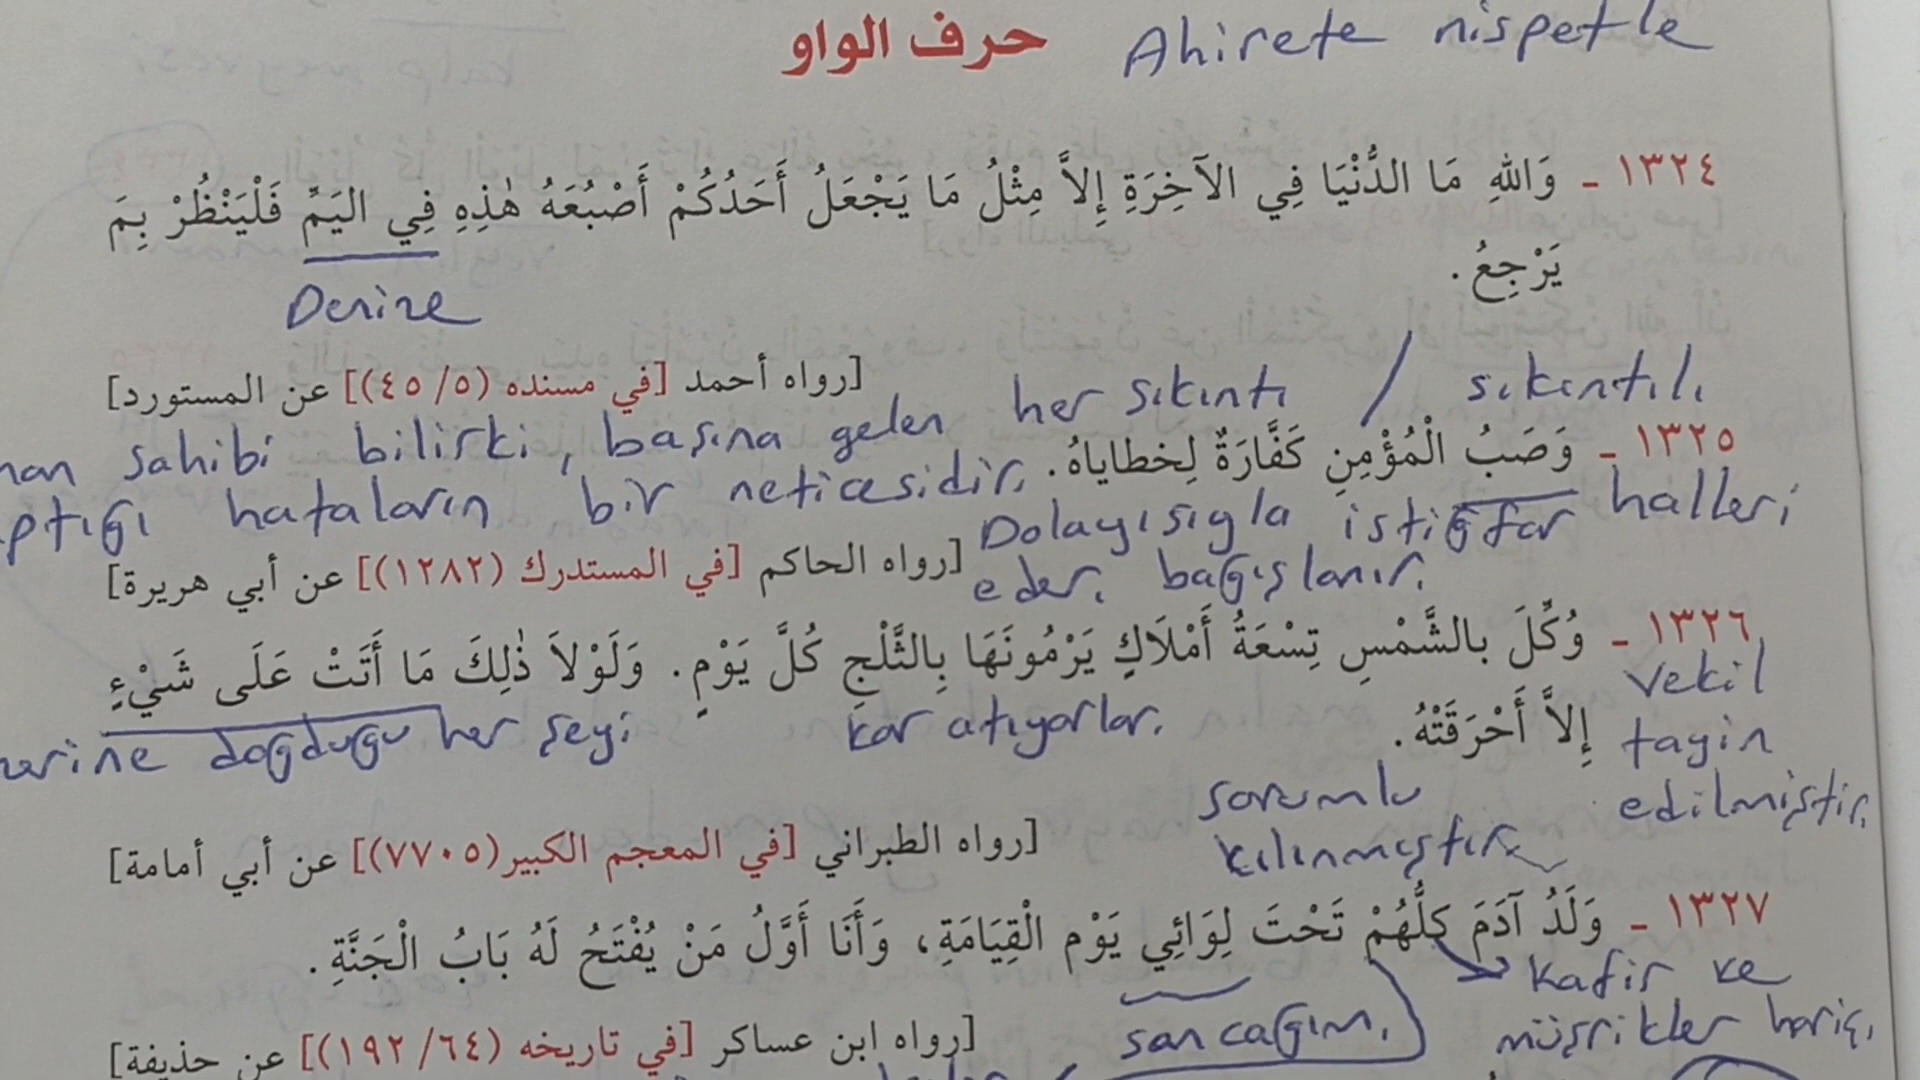 حرف الواو Ahirete nispetle
١٣٢٤ ـ وَاللهِ مَا الدُّنْيَا فِي الآخِرَةِ إِلاَّ مِثْلُ مَا يَجْعَلُ أَحَدُكُمْ أَصْبُعَهُ هٰذِهِ فِي اليَمِّ فَلْيَنْظُرْ بِمَ
يَرْجِعُ.
Denize
[رواه أحمد [في مسنده (٥/ ٤٥)] عن المستورد]
sahibi bilirki, başına gelen her sıkıntı / sıkıntılı
١٣٢٥ ـ وَصَبُ الْمُؤْمِنِ كَفَّارَةٌ لِخطاياهُ.
hataların bir neticesidir. Dolayısıyla istiğfar halleri
eder. bağışlanır.
[رواه الحاكم [في المستدرك (١٢٨٢)] عن أبي هريرة]
١٣٢٦ ـ وُكِّلَ بالشَّمْسِ تِسْعَةُ أَمْلَاكٍ يَرْمُونَهَا بِالثَّلْجِ كُلَّ يَوْمٍ. وَلَوْلاَ ذٰلِكَ مَا أَتَتْ عَلَى شَيْءٍ
إِلاَّ أَحْرَقَتْهُ.
vekil
tayin
edilmiştir.
doğduğu her şeyi kar atıyorlar.
sorumlu
kılınmıştır.
[رواه الطبراني [في المعجم الكبير(٧٧٠٥)] عن أبي أمامة]
١٣٢٧ ـ وَلَدُ آدَمَ كلُّهُمْ تَحْتَ لِوَائِي يَوْم الْقِيَامَةِ، وَأَنَا أَوَّلُ مَنْ يُفْتَحُ لَهُ بَابُ الْجَنَّةِ.
kafir ve
müşrikler hariç.
sancağım.
[رواه ابن عساكر [في تاريخه (٦٤/ ١٩٢)] عن حذيفة]